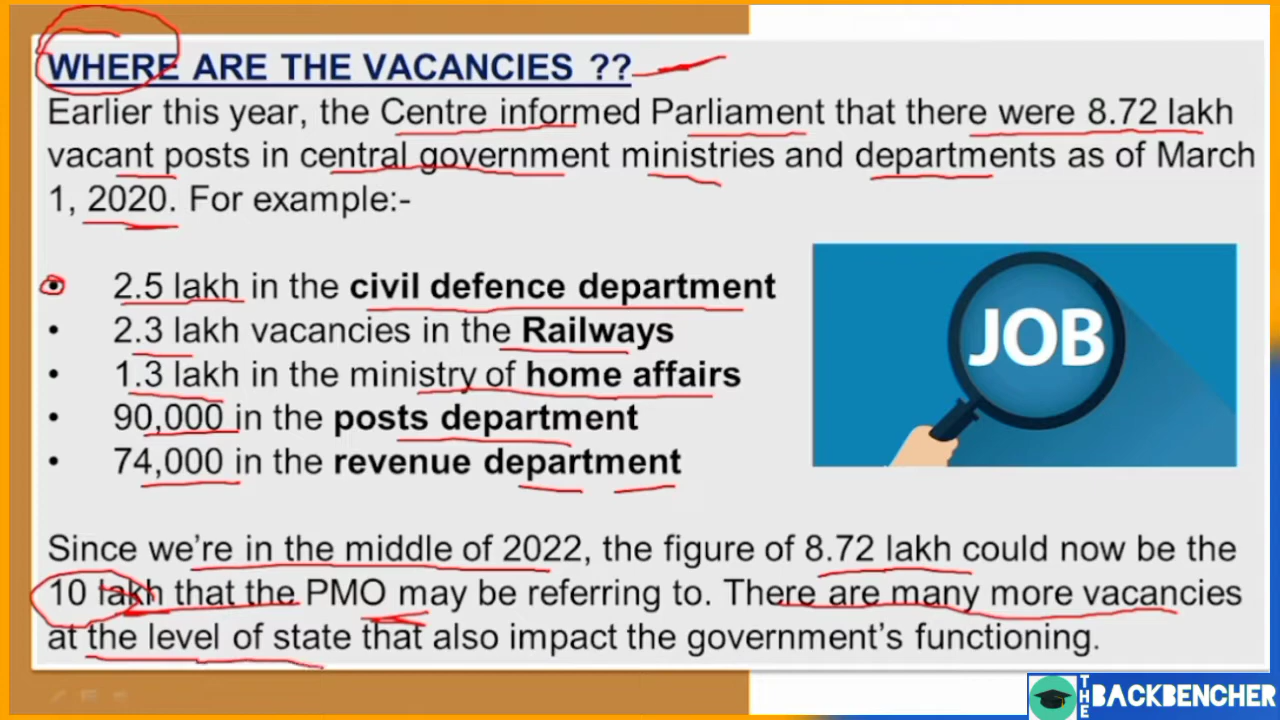 WHERE ARE THE VACANCIES ??
Earlier this year, the Centre informed Parliament that there were 8.72 lakh
vacant posts in central government ministries and departments as of March
1, 2020. For example:-
• 2.5 lakh in the civil defence department
• 2.3 lakh vacancies in the Railways
• 1.3 lakh in the ministry of home affairs
• 90,000 in the posts department
• 74,000 in the revenue department
JOB
Since we're in the middle of 2022, the figure of 8.72 lakh could now be the
10 lakh that the PMO may be referring to. There are many more vacancies
at the level of state that also impact the government's functioning.
THE BACKBENCHER